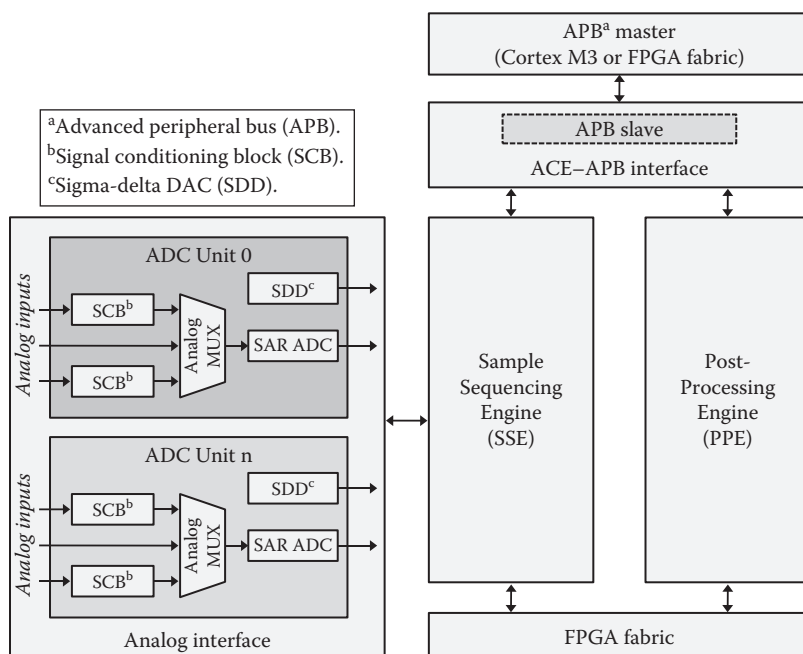 APBᵃ master
(Cortex M3 or FPGA fabric)
APB slave
ACE–APB interface
ᵃAdvanced peripheral bus (APB).
ᵇSignal conditioning block (SCB).
ᶜSigma-delta DAC (SDD).
ADC Unit 0
Analog inputs
SCBᵇ
SCBᵇ
Analog
MUX
SDDᶜ
SAR ADC
ADC Unit n
Analog inputs
SCBᵇ
SCBᵇ
Analog
MUX
SDDᶜ
SAR ADC
Analog interface
Sample
Sequencing
Engine
(SSE)
Post-
Processing
Engine
(PPE)
FPGA fabric